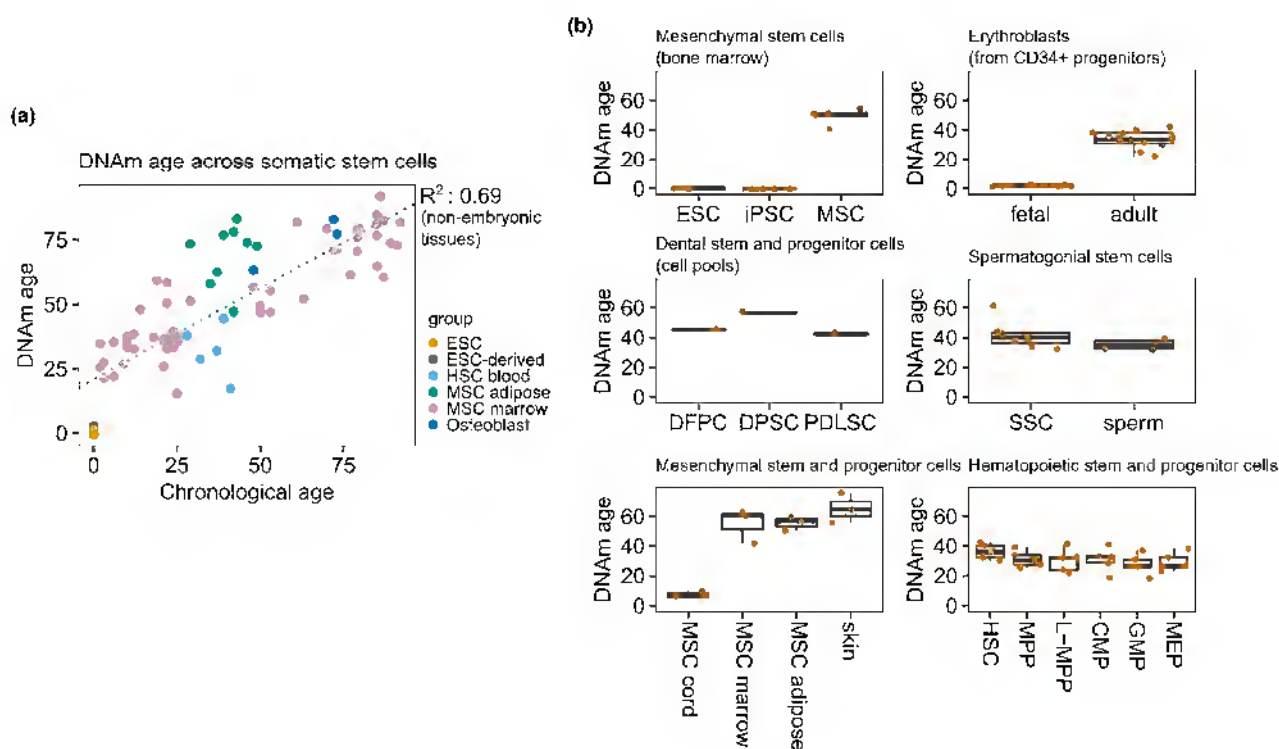 (a)
DNAm age across somatic stem cells
R² : 0.69
(non-embryonic
tissues)
DNAm age
75
50
25
0
0
25
50
75
Chronological age
group
ESC
ESC-derived
HSC blood
MSC adipose
MSC marrow
Osteoblast
(b)
Mesenchymal stem cells
(bone marrow)
DNAm age
60
40
20
0
ESC
iPSC
MSC
Erythroblasts
(from CD34+ progenitors)
DNAm age
60
40
20
0
fetal
adult
Dental stem and progenitor cells
(cell pools)
DNAm age
60
40
20
0
DFPC
DPSC
PDLSC
Spermatogonial stem cells
DNAm age
60
40
20
0
SSC
sperm
Mesenchymal stem and progenitor cells
DNAm age
60
40
20
0
MSC cord
MSC marrow
MSC adipose
skin
Hematopoietic stem and progenitor cells
DNAm age
60
40
20
0
HSC
MPP
L-MPP
CMP
GMP
MEP